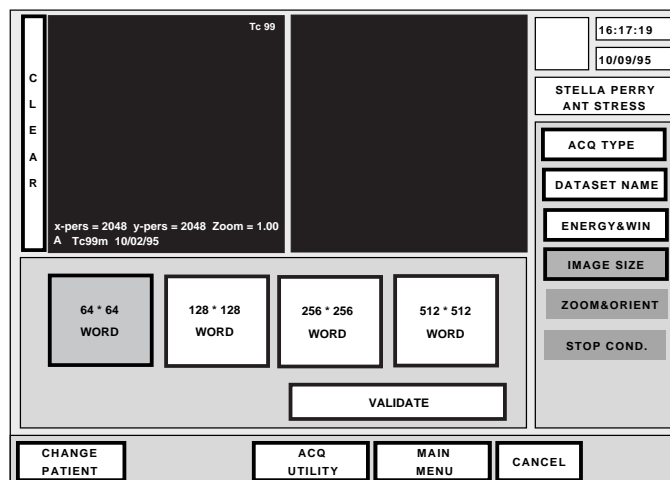 Tc 99
16:17:19
10/09/95
C
L
E
A
R
STELLA PERRY
ANT STRESS
ACQ TYPE
DATASET NAME
ENERGY&WIN
IMAGE SIZE
ZOOM&ORIENT
STOP COND.
x-pers = 2048 y-pers = 2048 Zoom = 1.00
A Tc99m 10/02/95
64 * 64
WORD
128 * 128
WORD
256 * 256
WORD
512 * 512
WORD
VALIDATE
CHANGE
PATIENT
ACQ
UTILITY
MAIN
MENU
CANCEL